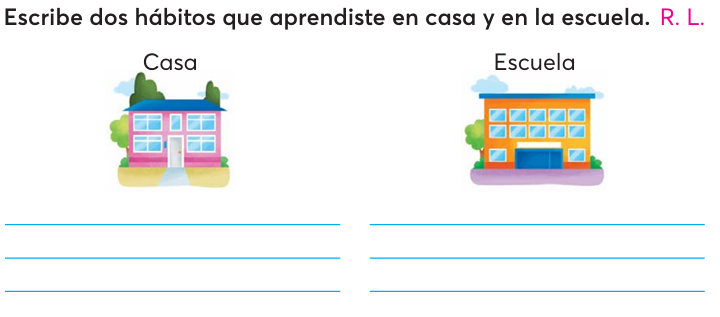 Escribe dos hábitos que aprendiste en casa y en la escuela. R. L.
Casa
Escuela